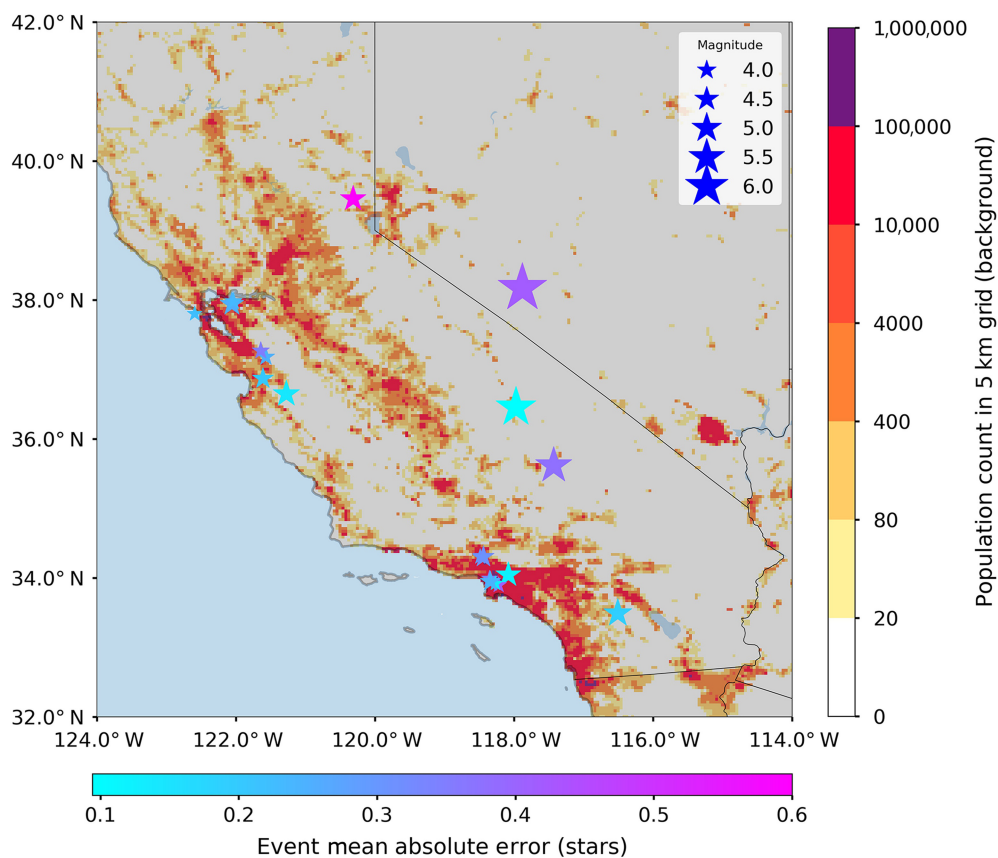 42.0° N
40.0° N
38.0° N
36.0° N
34.0° N
32.0° N
124.0° W
122.0° W
120.0° W
118.0° W
116.0° W
114.0° W
Magnitude
4.0
4.5
5.0
5.5
6.0
1,000,000
100,000
10,000
4000
400
80
20
0
Population count in 5 km grid (background)
0.1
0.2
0.3
0.4
0.5
0.6
Event mean absolute error (stars)